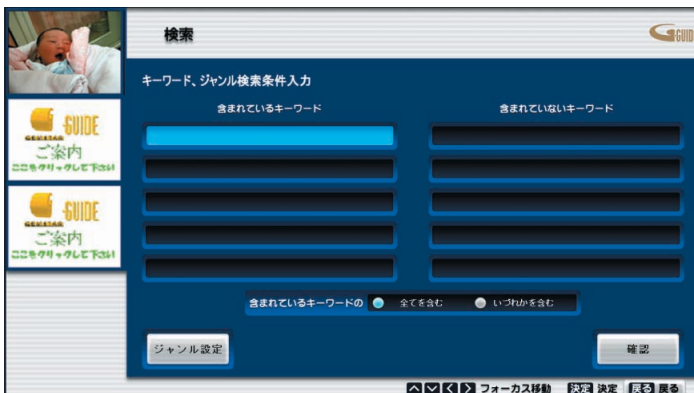 検索
G-GUIDE
キーワード、ジャンル検索条件入力
含まれているキーワード
含まれていないキーワード
G-GUIDE
GEMSTAR
ご案内
ここをクリックして下さい
G-GUIDE
GEMSTAR
ご案内
ここをクリックして下さい
含まれているキーワードの 全てを含む いづれかを含む
ジャンル設定
確認
フォーカス移動 決定 決定 戻る 戻る